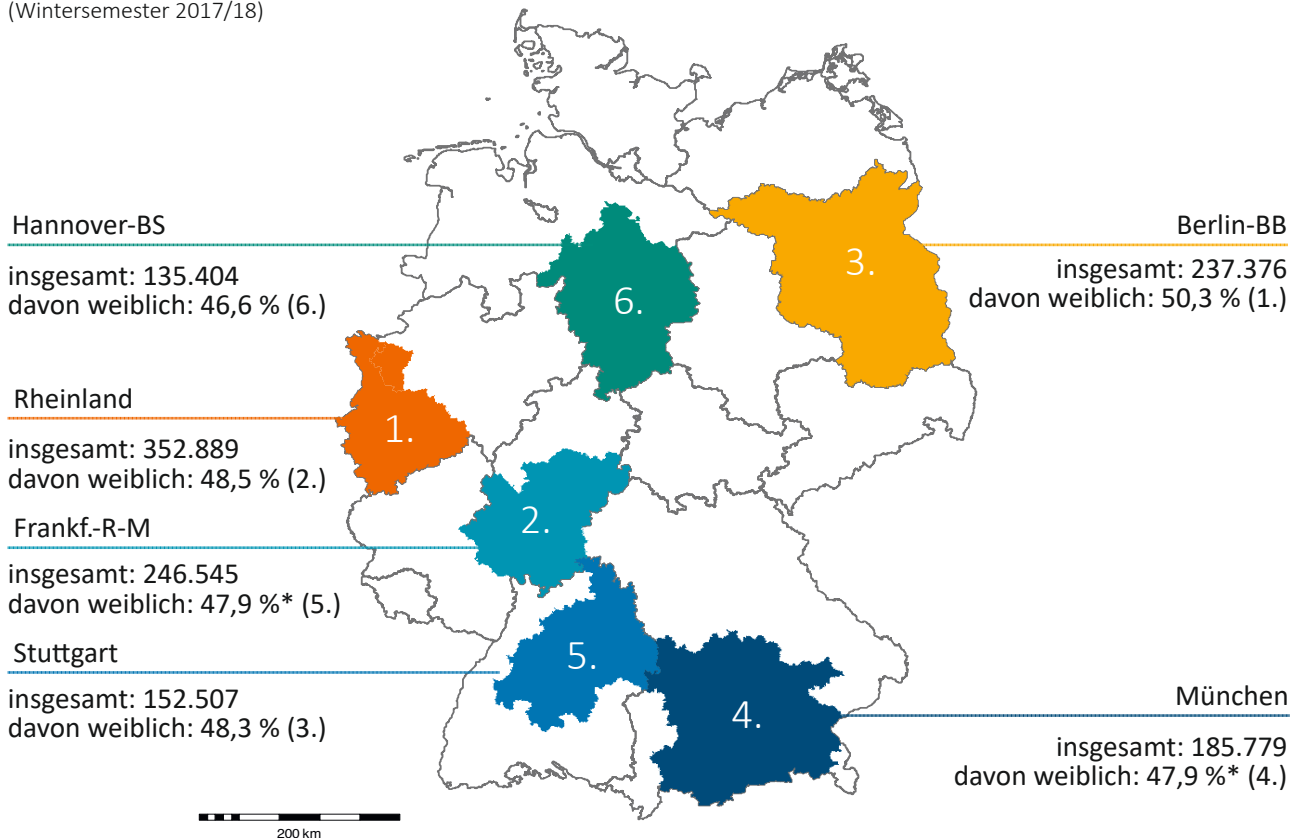 (Wintersemester 2017/18)
Hannover-BS
insgesamt: 135.404
davon weiblich: 46,6 % (6.)
Berlin-BB
insgesamt: 237.376
davon weiblich: 50,3 % (1.)
3.
6.
Rheinland
insgesamt: 352.889
davon weiblich: 48,5 % (2.)
1.
Frankf.-R-M
insgesamt: 246.545
davon weiblich: 47,9 %* (5.)
2.
Stuttgart
insgesamt: 152.507
davon weiblich: 48,3 % (3.)
5.
4.
München
insgesamt: 185.779
davon weiblich: 47,9 %* (4.)
200 km